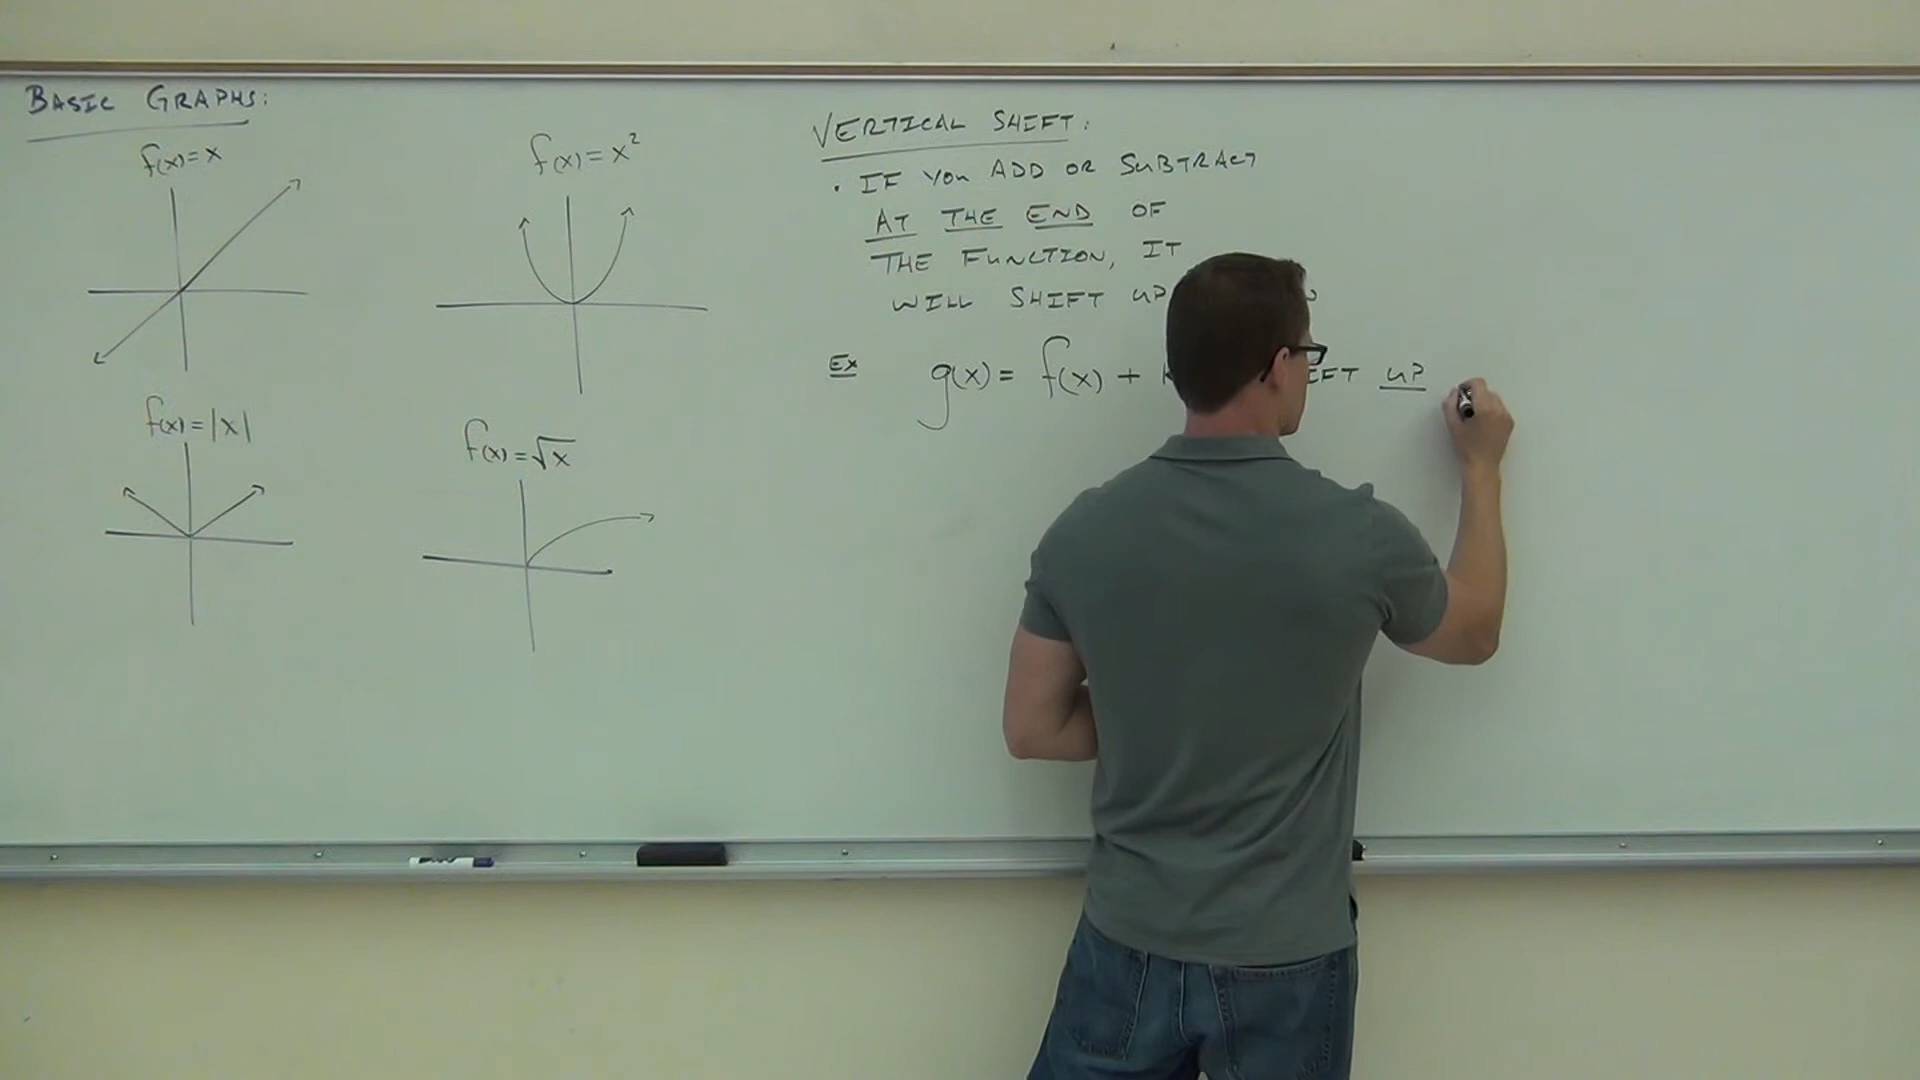 BASIC GRAPHS:
f(x)=x
f(x)=x²
f(x)=|x|
f(x)=√x
VERTICAL SHIFT:
• IF YOU ADD OR SUBTRACT
AT THE END OF
THE FUNCTION, IT
WILL SHIFT UP
Ex g(x)= f(x) + K UP